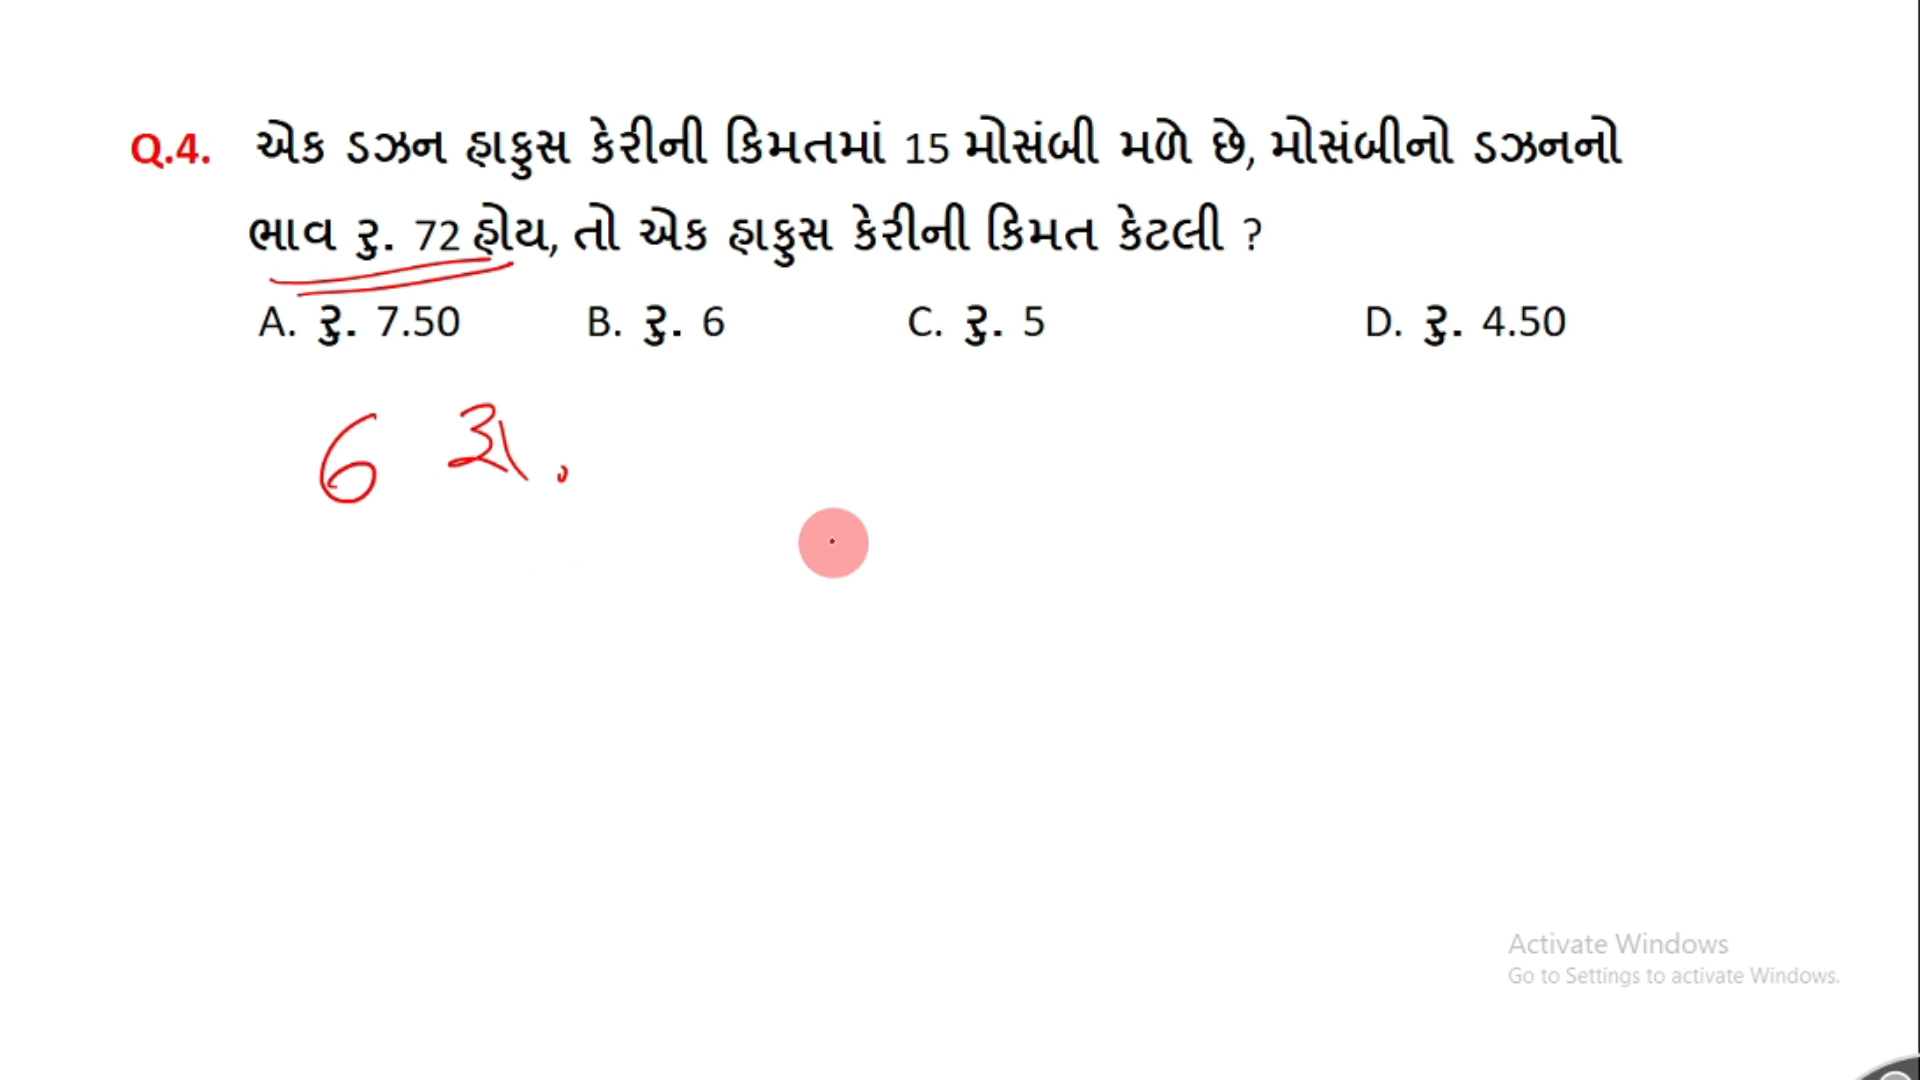 Q.4. એક ડઝન હાફુસ કેરીની કિંમતમાં 15 મોસંબી મળે છે, મોસંબીનો ડઝનનો
ભાવ રુ. 72 હોય, તો એક હાફુસ કેરીની કિંમત કેટલી ?
A. રુ. 7.50 B. રુ. 6 C. રુ. 5 D. રુ. 4.50
6 રૂા.
Activate Windows
Go to Settings to activate Windows.